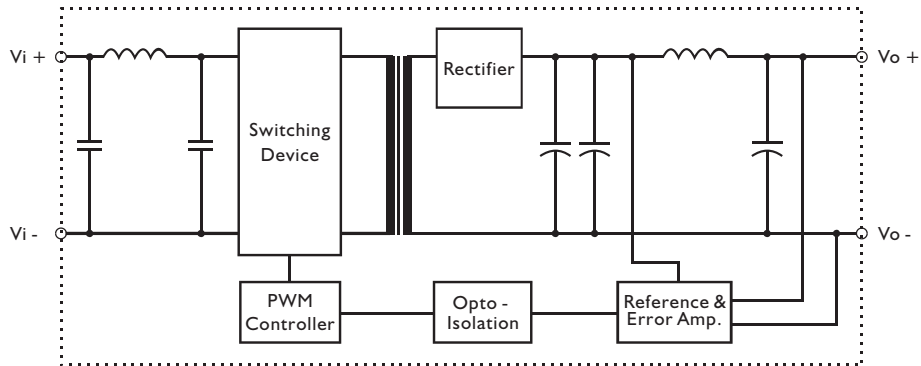 Vi +
Rectifier
Vo +
Switching
Device
Vi -
Vo -
PWM
Controller
Opto -
Isolation
Reference &
Error Amp.